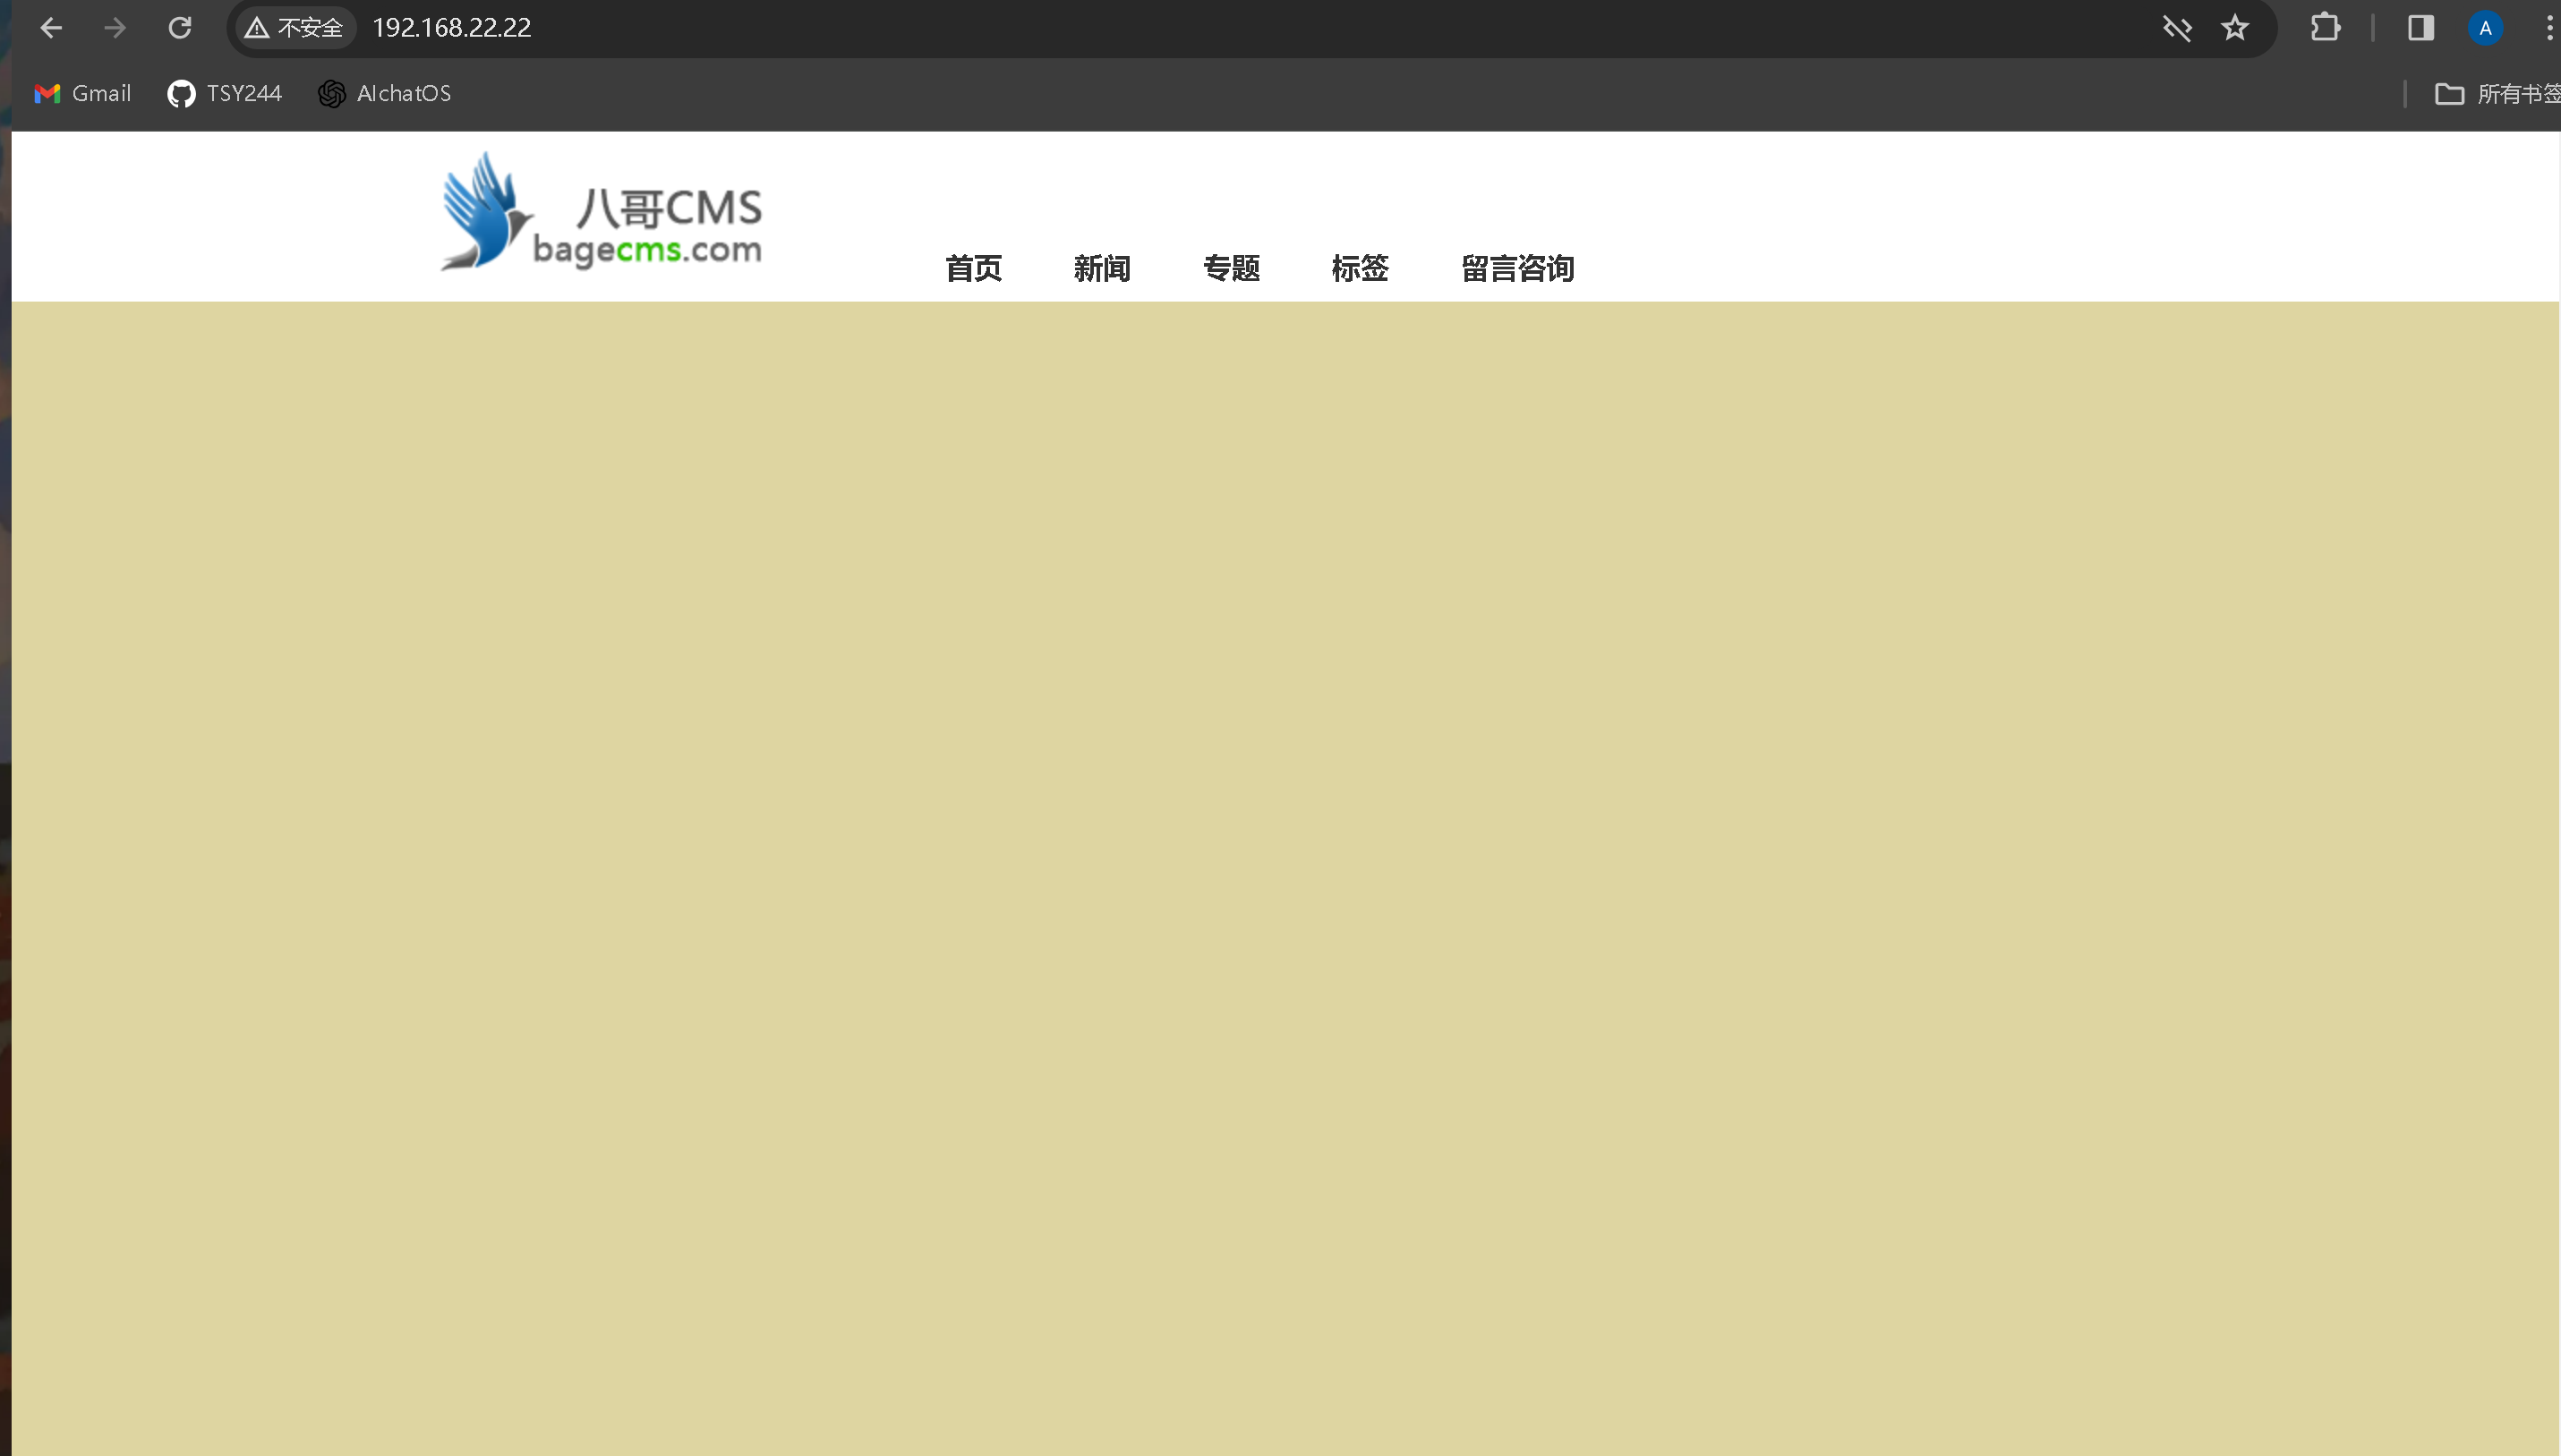 不安全 192.168.22.22
A
Gmail TSY244 AIchatOS 所有书签
八哥CMS
bagecms.com
首页 新闻 专题 标签 留言咨询